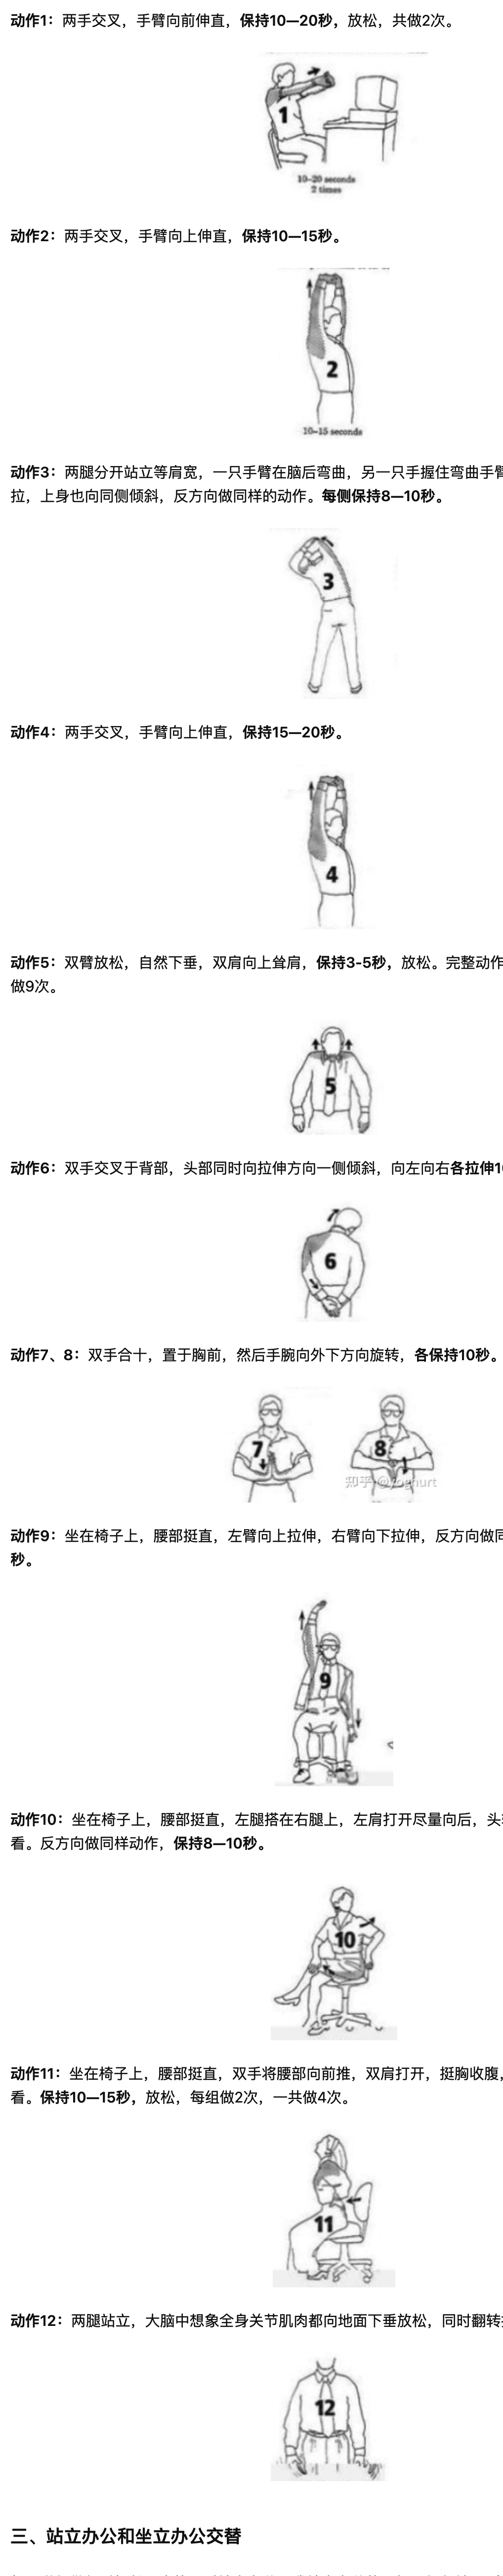 动作1：两手交叉，手臂向前伸直，保持10—20秒，放松，共做2次。
1
10–20 seconds
2 times
动作2：两手交叉，手臂向上伸直，保持10—15秒。
2
10–15 seconds
动作3：两腿分开站立等肩宽，一只手臂在脑后弯曲，另一只手握住弯曲手臂
拉，上身也向同侧倾斜，反方向做同样的动作。每侧保持8—10秒。
3
动作4：两手交叉，手臂向上伸直，保持15—20秒。
4
动作5：双臂放松，自然下垂，双肩向上耸肩，保持3-5秒，放松。完整动作
做9次。
5
动作6：双手交叉于背部，头部同时向拉伸方向一侧倾斜，向左向右各拉伸1
6
动作7、8：双手合十，置于胸前，然后手腕向外下方向旋转，各保持10秒。
7 8
知乎 @yoghurt
动作9：坐在椅子上，腰部挺直，左臂向上拉伸，右臂向下拉伸，反方向做同
秒。
9
动作10：坐在椅子上，腰部挺直，左腿搭在右腿上，左肩打开尽量向后，头
看。反方向做同样动作，保持8—10秒。
10
动作11：坐在椅子上，腰部挺直，双手将腰部向前推，双肩打开，挺胸收腹，
看。保持10—15秒，放松，每组做2次，一共做4次。
11
动作12：两腿站立，大脑中想象全身关节肌肉都向地面下垂放松，同时翻转
12
三、站立办公和坐立办公交替